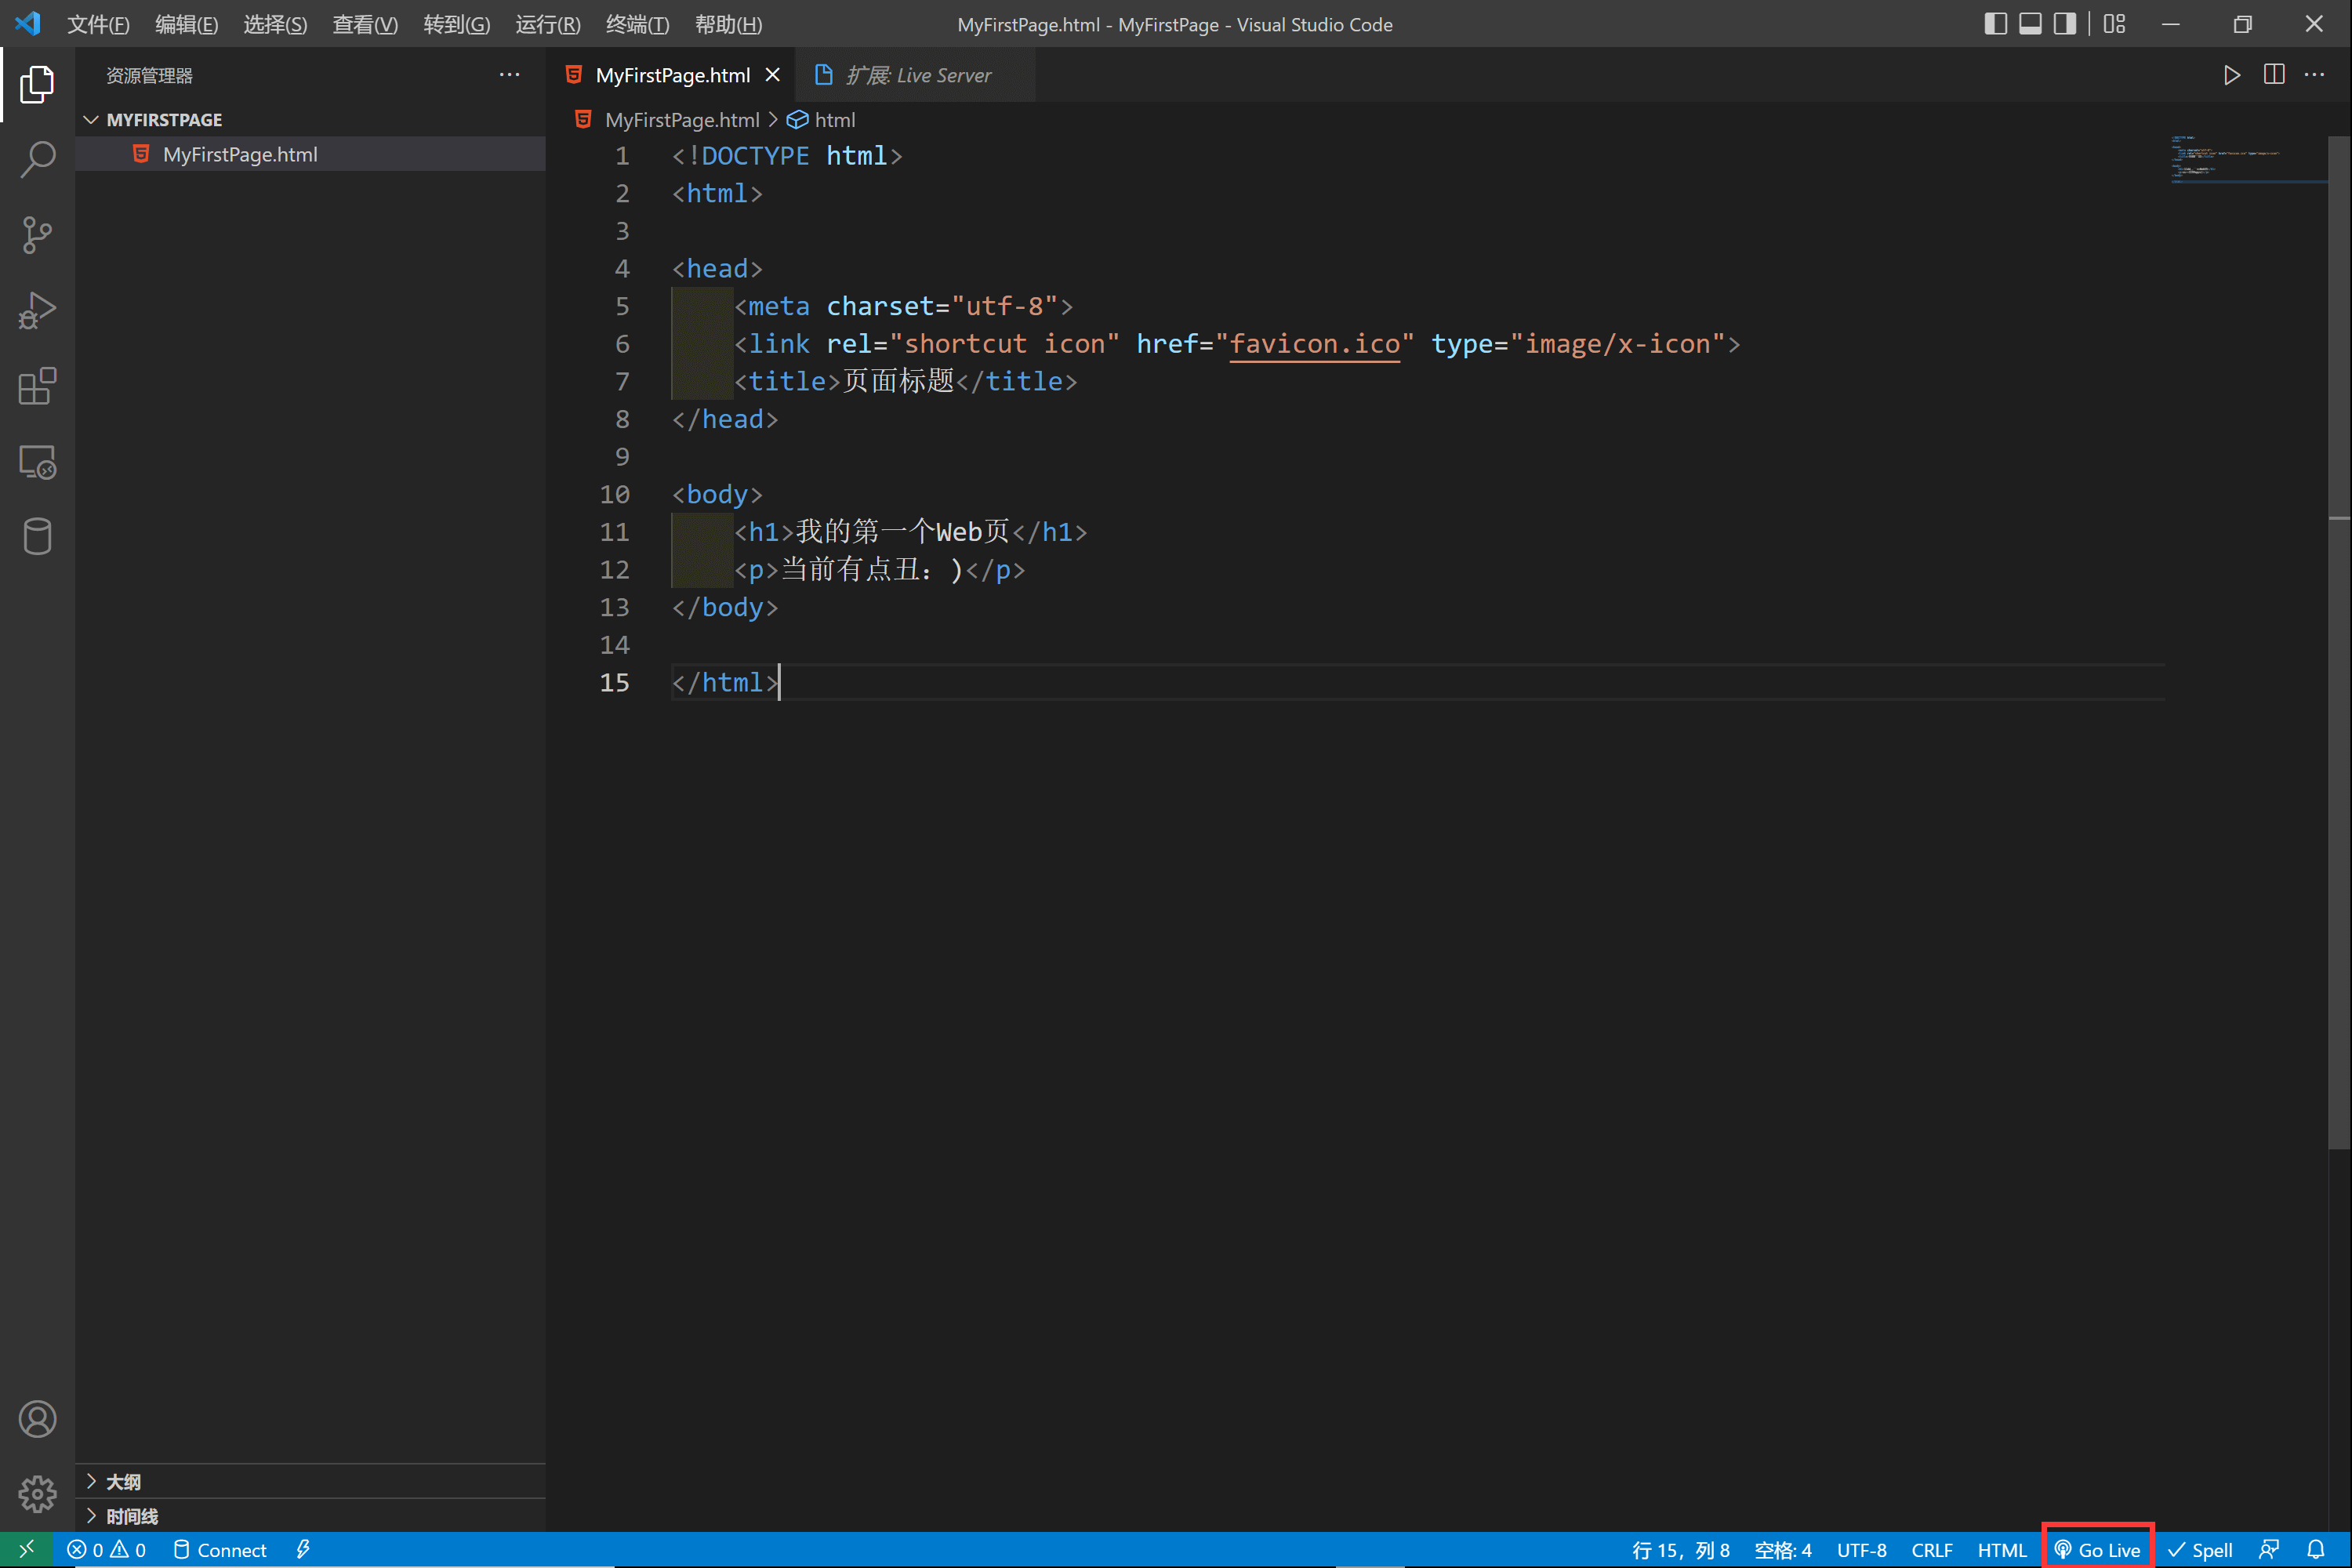 文件(F) 编辑(E) 选择(S) 查看(V) 转到(G) 运行(R) 终端(T) 帮助(H) MyFirstPage.html - MyFirstPage - Visual Studio Code
资源管理器
MYFIRSTPAGE
MyFirstPage.html
MyFirstPage.html 扩展: Live Server
MyFirstPage.html > html
1 <!DOCTYPE html>
2 <html>
3
4 <head>
5 <meta charset="utf-8">
6 <link rel="shortcut icon" href="favicon.ico" type="image/x-icon">
7 <title>页面标题</title>
8 </head>
9
10 <body>
11 <h1>我的第一个Web页</h1>
12 <p>当前有点丑：)</p>
13 </body>
14
15 </html>
大纲
时间线
0 0 Connect 行 15，列 8 空格: 4 UTF-8 CRLF HTML Go Live Spell